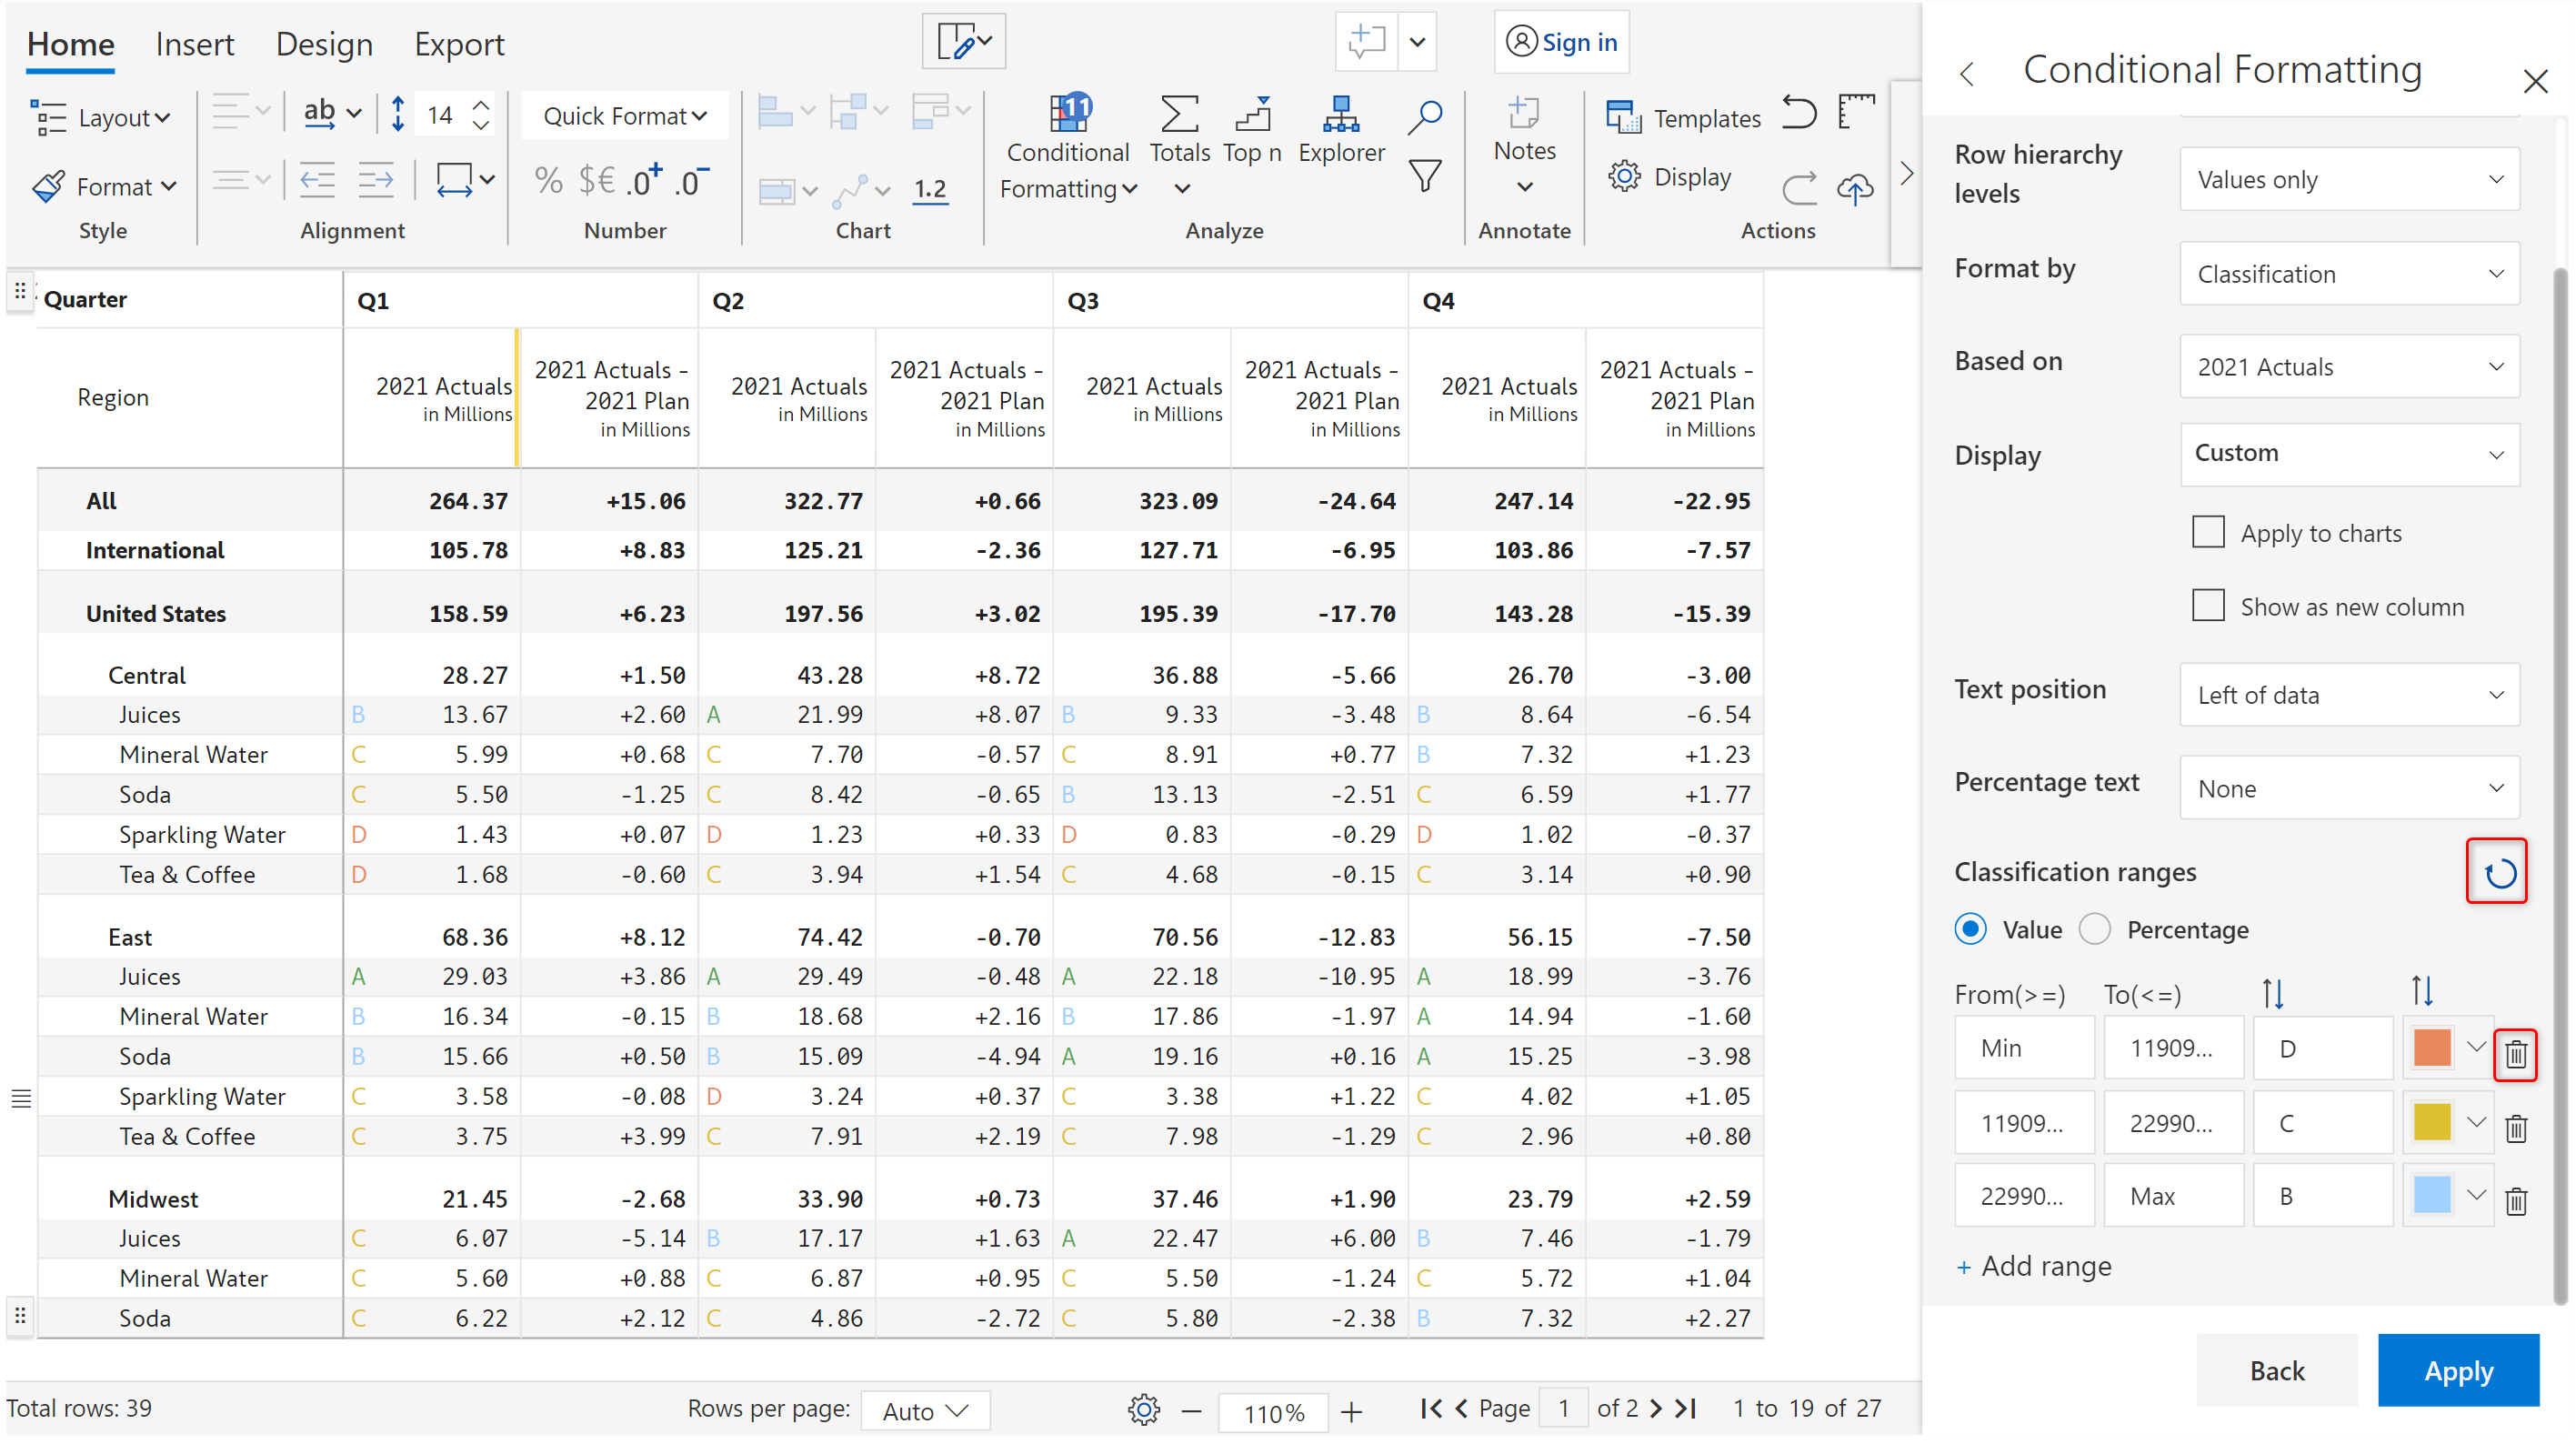 Home Insert Design Export Sign in
Layout ab 14 Quick Format 11 Templates
Conditional Formatting Totals Top n Explorer Notes
Format % $€ .0+ .0- 1.2 Display
Style Alignment Number Chart Analyze Annotate Actions
Quarter Q1 Q2 Q3 Q4
Region 2021 Actuals in Millions 2021 Actuals - 2021 Plan in Millions 2021 Actuals in Millions 2021 Actuals - 2021 Plan in Millions 2021 Actuals in Millions 2021 Actuals - 2021 Plan in Millions 2021 Actuals in Millions 2021 Actuals - 2021 Plan in Millions
All 264.37 +15.06 322.77 +0.66 323.09 -24.64 247.14 -22.95
International 105.78 +8.83 125.21 -2.36 127.71 -6.95 103.86 -7.57
United States 158.59 +6.23 197.56 +3.02 195.39 -17.70 143.28 -15.39
Central 28.27 +1.50 43.28 +8.72 36.88 -5.66 26.70 -3.00
Juices B 13.67 +2.60 A 21.99 +8.07 B 9.33 -3.48 B 8.64 -6.54
Mineral Water C 5.99 +0.68 C 7.70 -0.57 C 8.91 +0.77 B 7.32 +1.23
Soda C 5.50 -1.25 C 8.42 -0.65 B 13.13 -2.51 C 6.59 +1.77
Sparkling Water D 1.43 +0.07 D 1.23 +0.33 D 0.83 -0.29 D 1.02 -0.37
Tea & Coffee D 1.68 -0.60 C 3.94 +1.54 C 4.68 -0.15 C 3.14 +0.90
East 68.36 +8.12 74.42 -0.70 70.56 -12.83 56.15 -7.50
Juices A 29.03 +3.86 A 29.49 -0.48 A 22.18 -10.95 A 18.99 -3.76
Mineral Water B 16.34 -0.15 B 18.68 +2.16 B 17.86 -1.97 A 14.94 -1.60
Soda B 15.66 +0.50 B 15.09 -4.94 A 19.16 +0.16 A 15.25 -3.98
Sparkling Water C 3.58 -0.08 D 3.24 +0.37 C 3.38 +1.22 C 4.02 +1.05
Tea & Coffee C 3.75 +3.99 C 7.91 +2.19 C 7.98 -1.29 C 2.96 +0.80
Midwest 21.45 -2.68 33.90 +0.73 37.46 +1.90 23.79 +2.59
Juices C 6.07 -5.14 B 17.17 +1.63 A 22.47 +6.00 B 7.46 -1.79
Mineral Water C 5.60 +0.88 C 6.87 +0.95 C 5.50 -1.24 C 5.72 +1.04
Soda C 6.22 +2.12 C 4.86 -2.72 C 5.80 -2.38 B 7.32 +2.27
Total rows: 39 Rows per page: Auto 110% Page 1 of 2 1 to 19 of 27
Conditional Formatting
Row hierarchy levels Values only
Format by Classification
Based on 2021 Actuals
Display Custom
Apply to charts
Show as new column
Text position Left of data
Percentage text None
Classification ranges
Value Percentage
From(>=) To(<=)
Min 11909... D
11909... 22990... C
22990... Max B
+ Add range
Back Apply